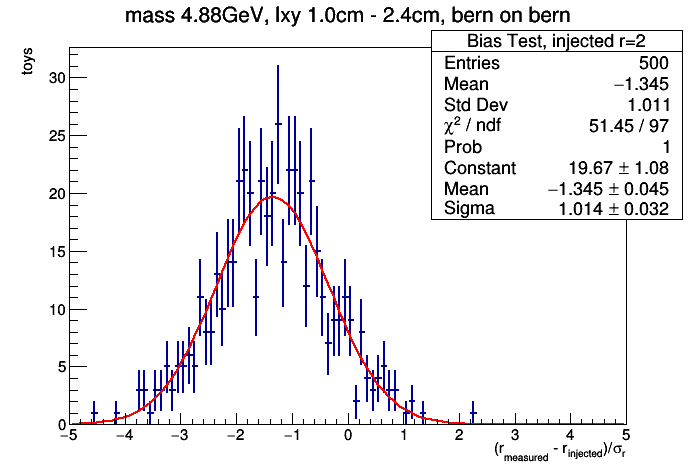 mass 4.88GeV, lxy 1.0cm - 2.4cm, bern on bern
toys
Bias Test, injected r=2
Entries 500
Mean −1.345
Std Dev 1.011
χ² / ndf 51.45 / 97
Prob 1
Constant 19.67 ± 1.08
Mean −1.345 ± 0.045
Sigma 1.014 ± 0.032
30
25
20
15
10
5
0
−5 −4 −3 −2 −1 0 1 2 3 4 5
(r_measured - r_injected)/σ_r